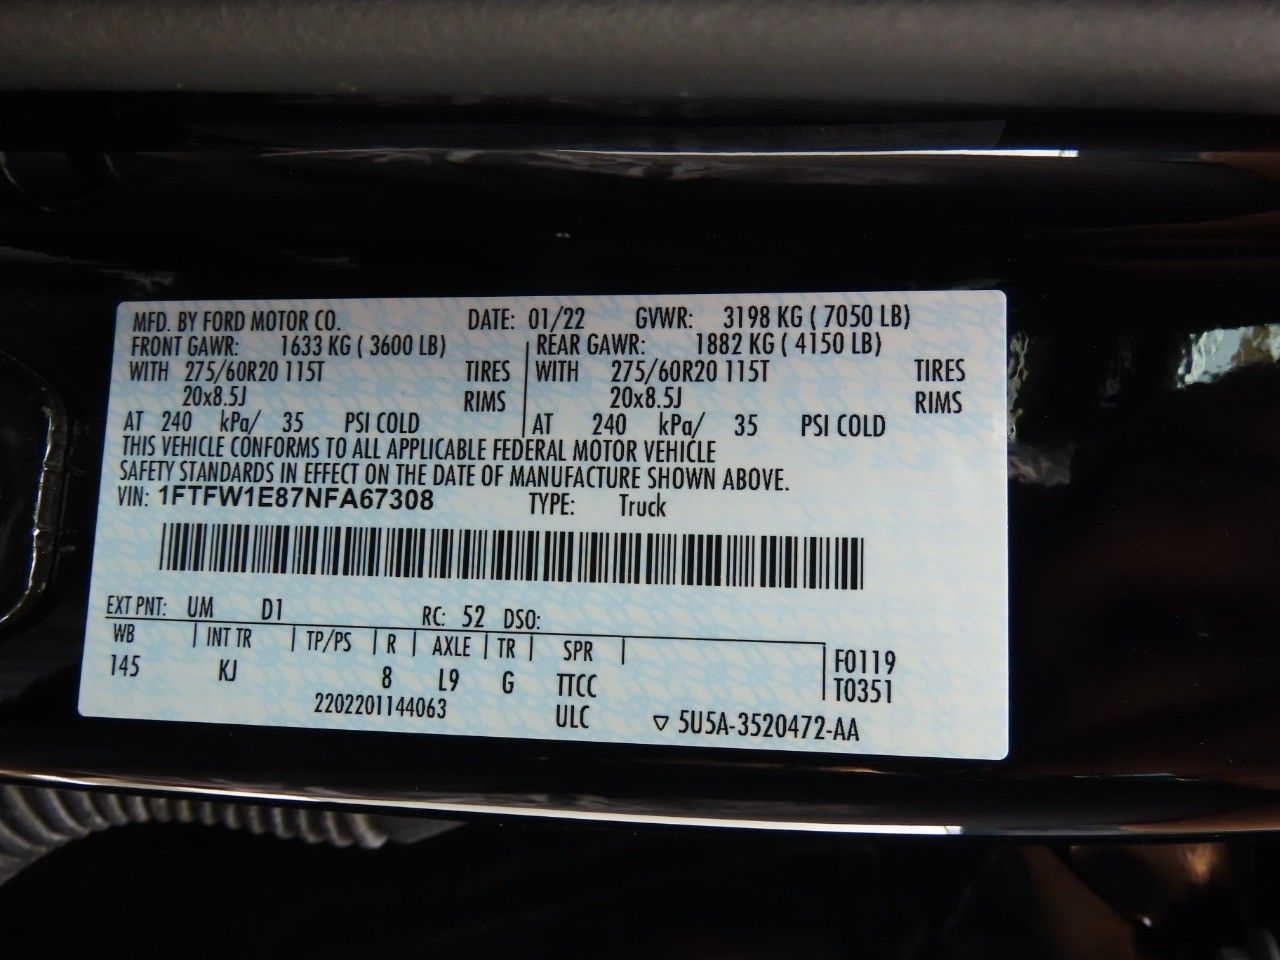 MFD. BY FORD MOTOR CO. DATE: 01/22 GVWR: 3198 KG ( 7050 LB)
FRONT GAWR: 1633 KG ( 3600 LB) REAR GAWR: 1882 KG ( 4150 LB)
WITH 275/60R20 115T TIRES WITH 275/60R20 115T TIRES
20x8.5J RIMS 20x8.5J RIMS
AT 240 kPa/ 35 PSI COLD AT 240 kPa/ 35 PSI COLD
THIS VEHICLE CONFORMS TO ALL APPLICABLE FEDERAL MOTOR VEHICLE
SAFETY STANDARDS IN EFFECT ON THE DATE OF MANUFACTURE SHOWN ABOVE.
VIN: 1FTFW1E87NFA67308 TYPE: Truck
EXT PNT: UM D1 RC: 52 DSO:
WB INT TR TP/PS R AXLE TR SPR F0119
145 KJ 8 L9 G TTCC T0351
2202201144063 ULC ▽ 5U5A-3520472-AA